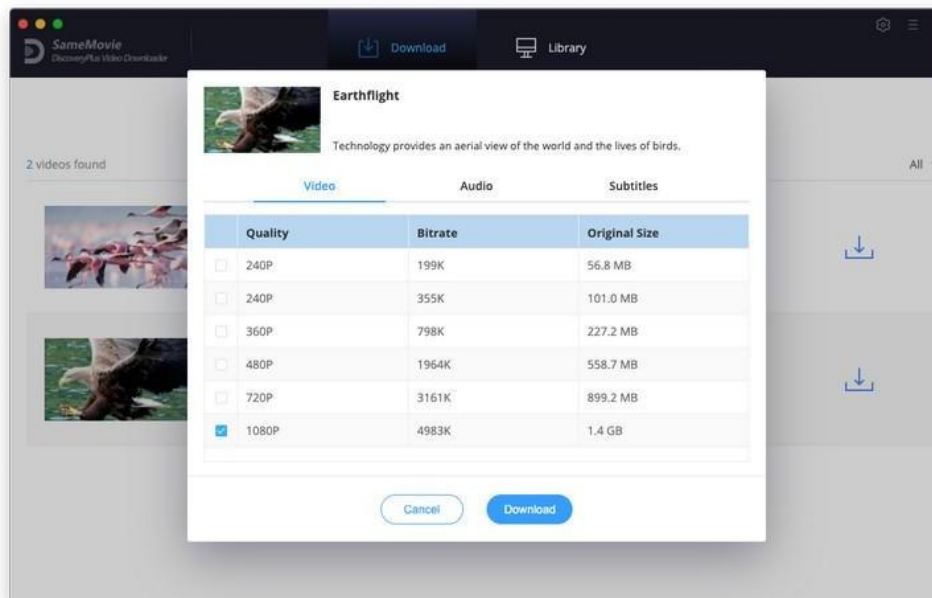 SameMovie
DiscoveryPlus Video Downloader
Download
Library
2 videos found
All
Earthflight
Technology provides an aerial view of the world and the lives of birds.
Video Audio Subtitles
Quality Bitrate Original Size
240P 199K 56.8 MB
240P 355K 101.0 MB
360P 798K 227.2 MB
480P 1964K 558.7 MB
720P 3161K 899.2 MB
1080P 4983K 1.4 GB
Cancel Download